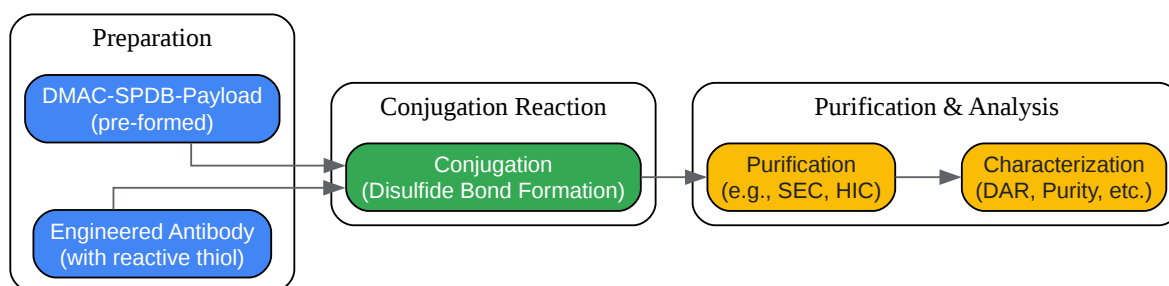 Preparation
DMAC-SPDB-Payload
(pre-formed)
Engineered Antibody
(with reactive thiol)
Conjugation Reaction
Conjugation
(Disulfide Bond Formation)
Purification & Analysis
Purification
(e.g., SEC, HIC)
Characterization
(DAR, Purity, etc.)